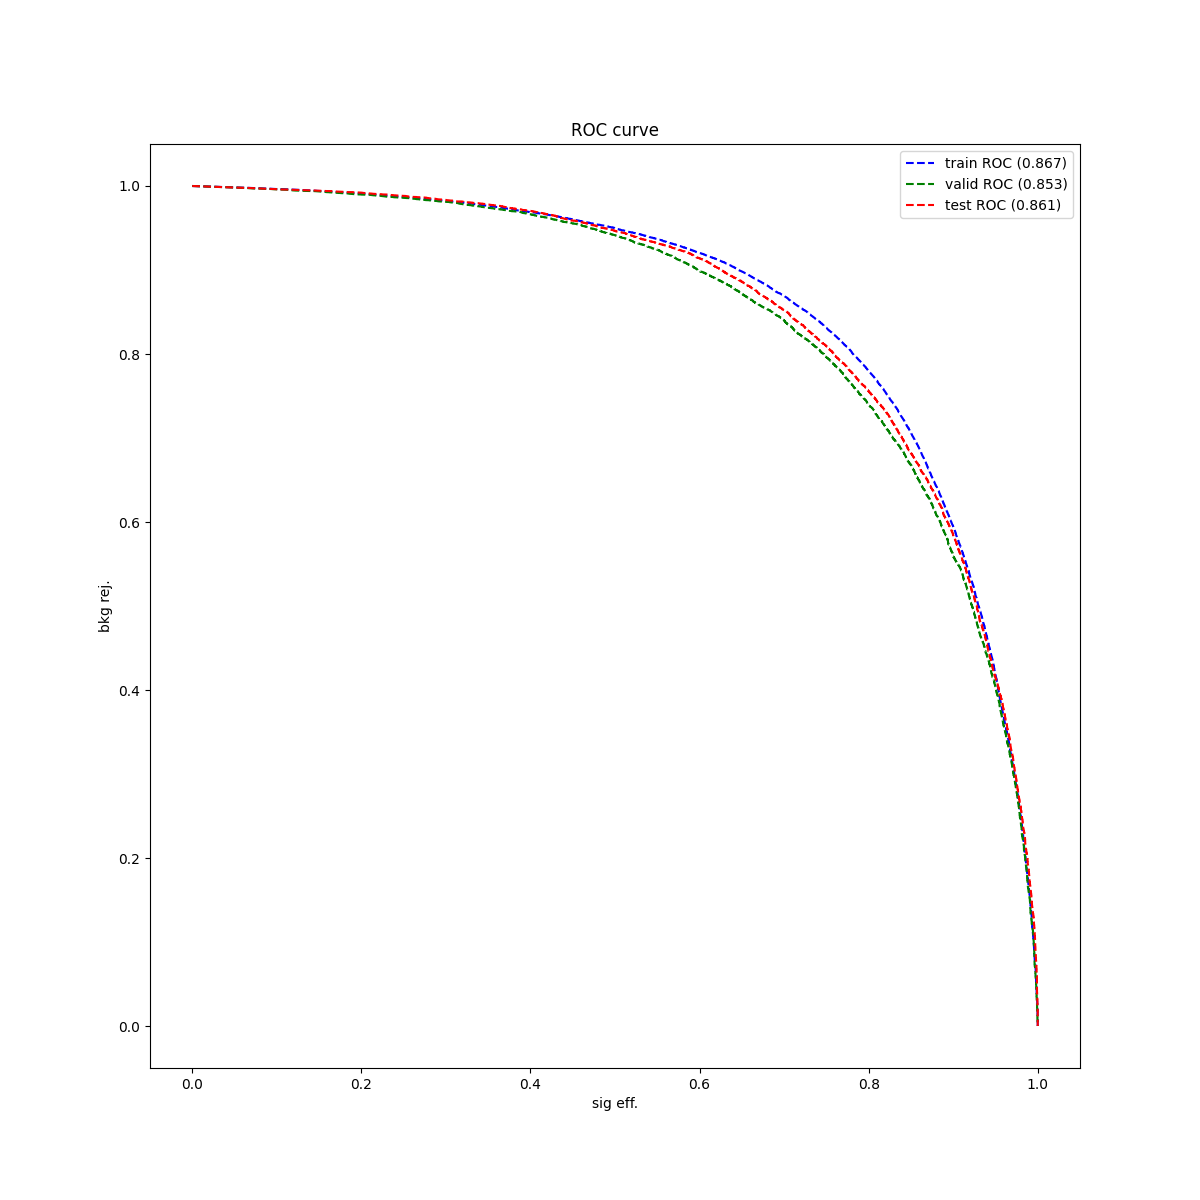 ROC curve
train ROC (0.867)
valid ROC (0.853)
test ROC (0.861)
1.0
0.8
0.6
0.4
0.2
0.0
bkg rej.
0.0 0.2 0.4 0.6 0.8 1.0
sig eff.